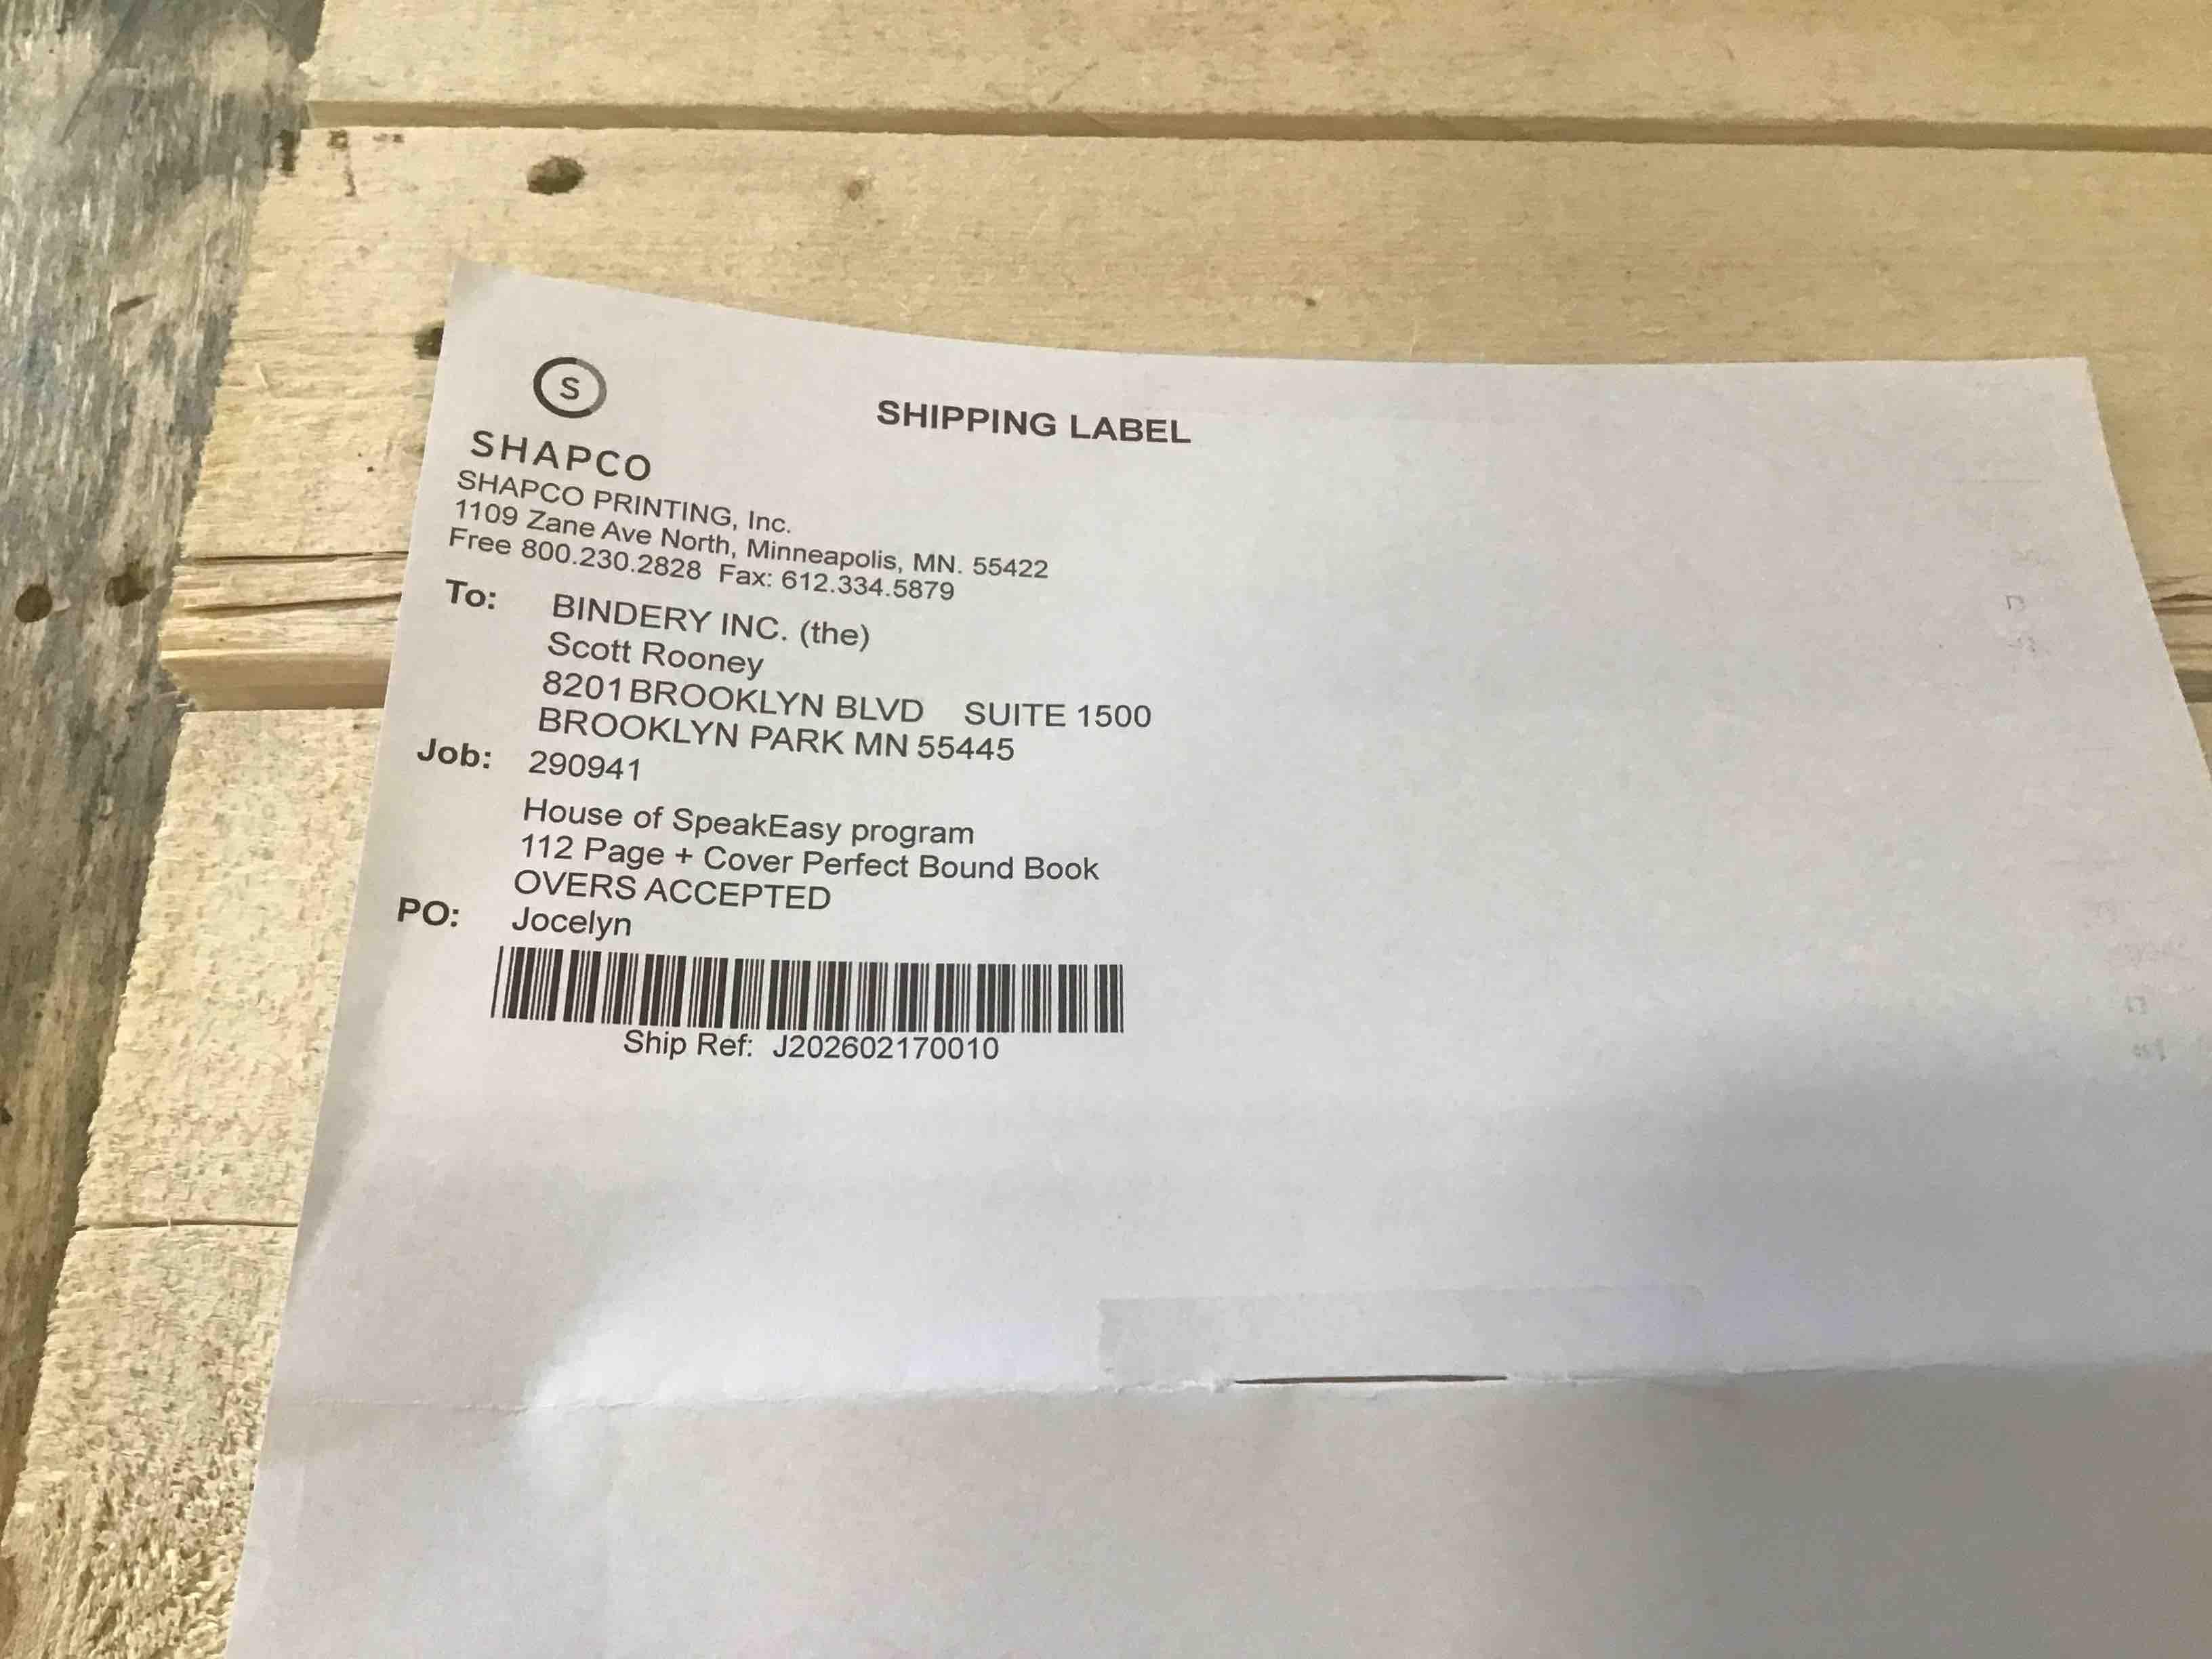 S
SHAPCO
SHIPPING LABEL
SHAPCO PRINTING, Inc.
1109 Zane Ave North, Minneapolis, MN. 55422
Free 800.230.2828 Fax: 612.334.5879
To: BINDERY INC. (the)
Scott Rooney
8201 BROOKLYN BLVD SUITE 1500
BROOKLYN PARK MN 55445
Job: 290941
House of SpeakEasy program
112 Page + Cover Perfect Bound Book
OVERS ACCEPTED
PO: Jocelyn
Ship Ref: J202602170010